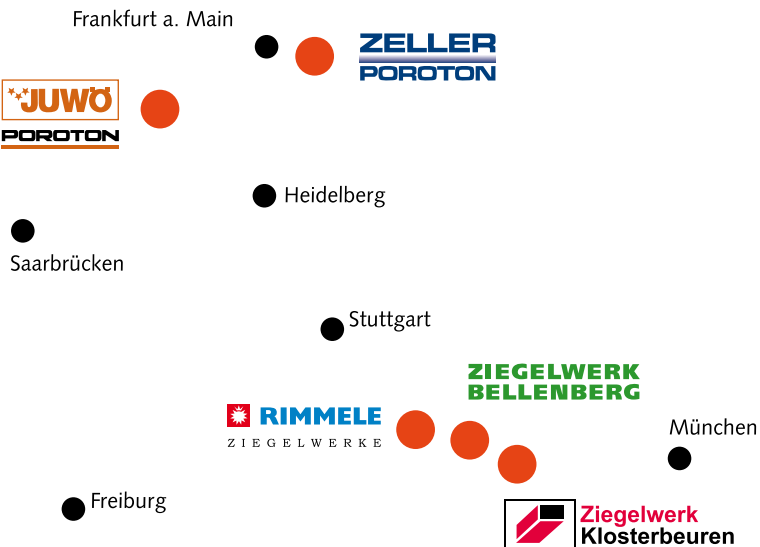 Frankfurt a. Main
ZELLER
POROTON
JUWÖ
POROTON
Heidelberg
Saarbrücken
Stuttgart
ZIEGELWERK
BELLENBERG
RIMMELE
ZIEGELWERKE
München
Freiburg
Ziegelwerk
Klosterbeuren